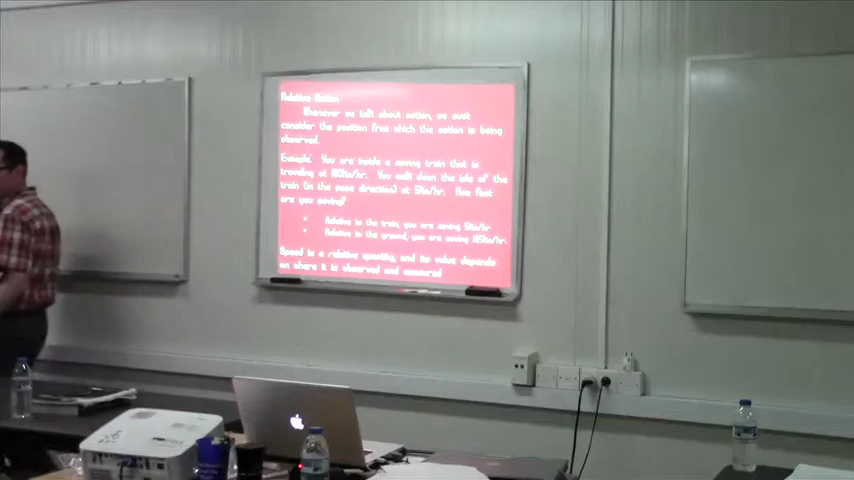 Relative Motion
Whenever we talk about motion, we must
consider the position from which the motion is being
observed.
Example: You are inside a moving train that is
traveling at 180Km/hr. You walk down the isle of the
train (in the same direction) at 5Km/hr. How fast
are you moving?
• Relative to the train, you are moving 5Km/hr
• Relative to the ground, you are moving 185Km/hr.
Speed is a relative quantity, and its value depends
on where it is observed and measured